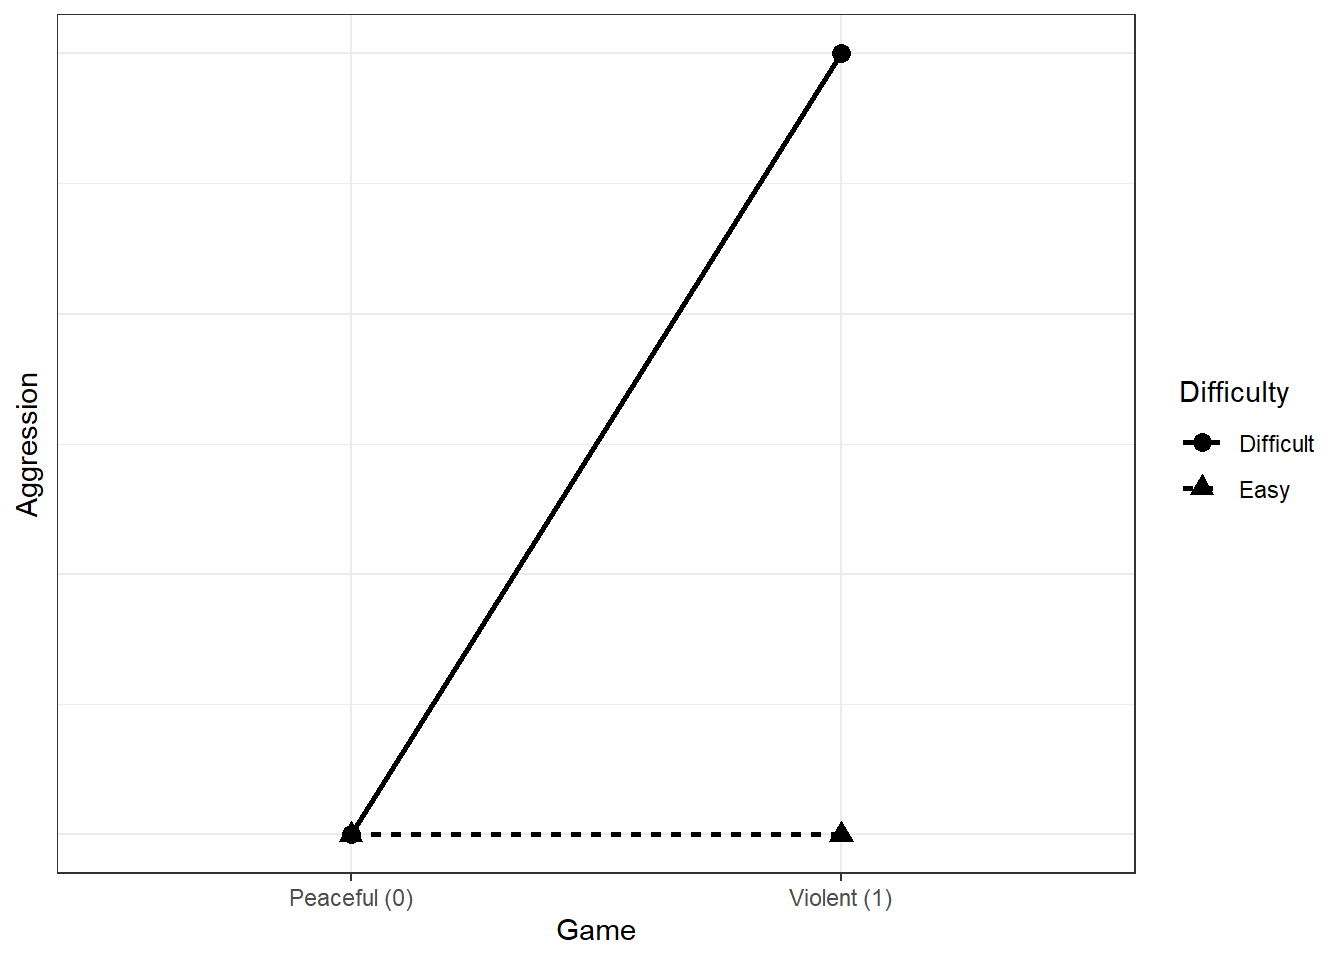 Aggression
Peaceful (0)
Violent (1)
Game
Difficulty
Difficult
Easy